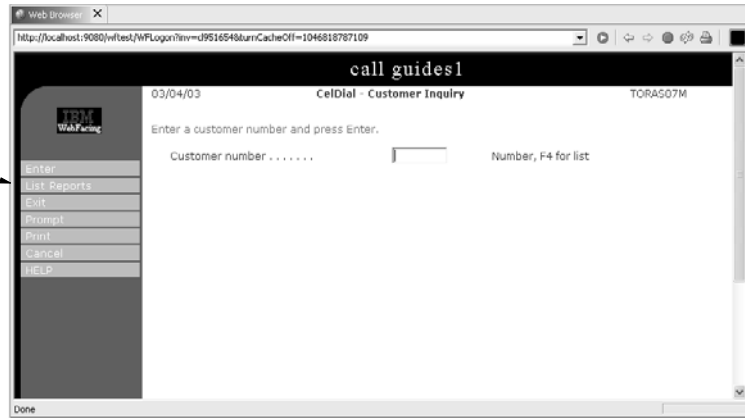 Web Browser X
http://localhost:9080/wftest/WFLogon?inv=cl951654&turnCacheOff=1046818787109
call guides1
03/04/03 CelDial - Customer Inquiry TORAS07M
IBM
WebFacing
Enter a customer number and press Enter.
Customer number . . . . . . . Number, F4 for list
Enter
List Reports
Exit
Prompt
Print
Cancel
HELP
Done